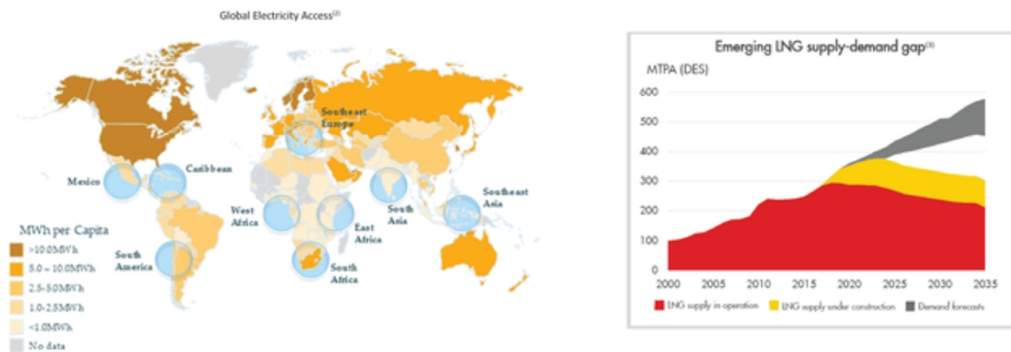 Global Electricity Access(2)
Southeast
Europe
Mexico
Caribbean
Southeast
Asia
West
Africa
South
Asia
East
Africa
South
America
South
Africa
MWh per Capita
>10.0MWh
5.0 - 10.0MWh
2.5-5.0MWh
1.0-2.5MWh
<1.0MWh
No data
Emerging LNG supply-demand gap(3)
MTPA (DES)
600
500
400
300
200
100
0
2000 2005 2010 2015 2020 2025 2030 2035
LNG supply in operation LNG supply under construction Demand forecasts